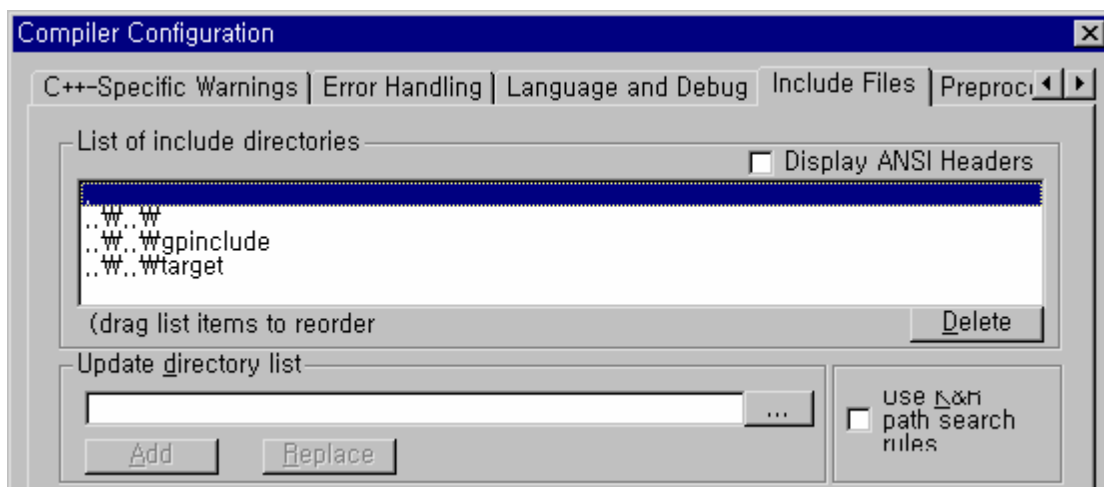 Compiler Configuration
C++-Specific Warnings Error Handling Language and Debug Include Files
List of include directories
Display ANSI Headers
.
..₩..₩
..₩..₩gpinclude
..₩..₩target
(drag list items to reorder
Delete
Update directory list
...
Use K&R
path search
rules
Add Replace